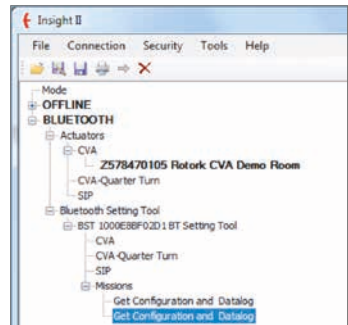 Insight II
File Connection Security Tools Help
Mode
OFFLINE
BLUETOOTH
Actuators
CVA
Z578470105 Rotork CVA Demo Room
CVA-Quarter Turn
SIP
Bluetooth Setting Tool
BST 1000E8BF02D1 BT Setting Tool
CVA
CVA-Quarter Turn
SIP
Missions
Get Configuration and Datalog
Get Configuration and Datalog